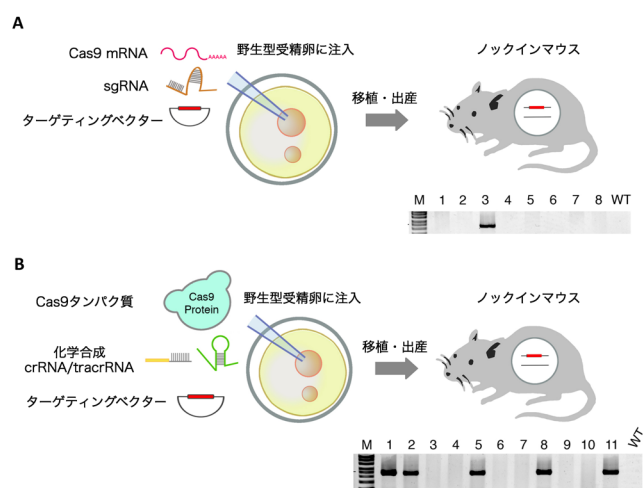 A
Cas9 mRNA
AAAAA
野生型受精卵に注入
ノックインマウス
sgRNA
移植・出産
ターゲティングベクター
M 1 2 3 4 5 6 7 8 WT
B
Cas9タンパク質
Cas9
Protein
野生型受精卵に注入
ノックインマウス
化学合成
crRNA/tracrRNA
移植・出産
ターゲティングベクター
M 1 2 3 4 5 6 7 8 9 10 11 WT